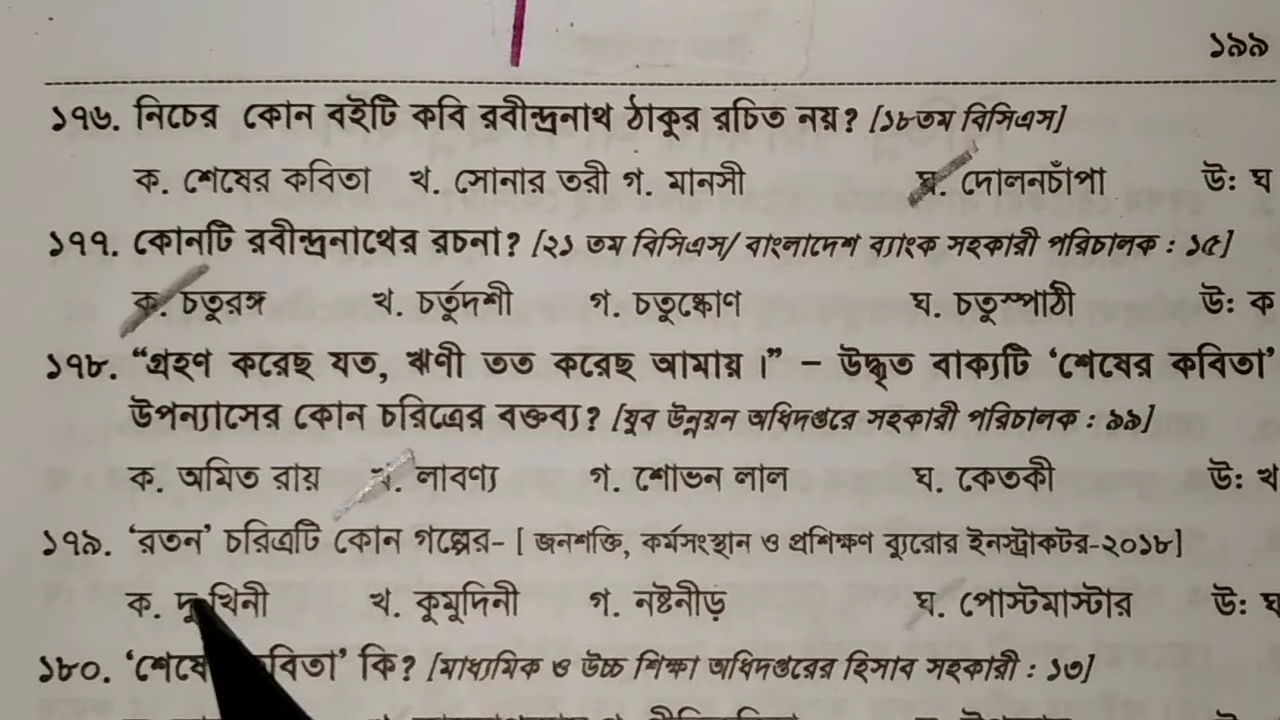 ১৯৯
১৭৬. নিচের কোন বইটি কবি রবীন্দ্রনাথ ঠাকুর রচিত নয়? [১৮তম বিসিএস]
ক. শেষের কবিতা খ. সোনার তরী গ. মানসী ঘ. দোলনচাঁপা উঃ ঘ
১৭৭. কোনটি রবীন্দ্রনাথের রচনা? [২১ তম বিসিএস/ বাংলাদেশ ব্যাংক সহকারী পরিচালক : ১৫]
ক. চতুরঙ্গ খ. চর্তুদশী গ. চতুষ্কোণ ঘ. চতুস্পাঠী উঃ ক
১৭৮. “গ্রহণ করেছ যত, ঋণী তত করেছ আমায়।” – উদ্ধৃত বাক্যটি ‘শেষের কবিতা’
উপন্যাসের কোন চরিত্রের বক্তব্য? [যুব উন্নয়ন অধিদপ্তরে সহকারী পরিচালক : ৯৯]
ক. অমিত রায় খ. লাবণ্য গ. শোভন লাল ঘ. কেতকী উঃ খ
১৭৯. ‘রতন’ চরিত্রটি কোন গল্পের- [ জনশক্তি, কর্মসংস্থান ও প্রশিক্ষণ ব্যুরোর ইনস্ট্রাকটর-২০১৮]
ক. খ. কুমুদিনী গ. নষ্টনীড় ঘ. পোস্টমাস্টার উঃ ঘ
১৮০. কি? [মাধ্যমিক ও উচ্চ শিক্ষা অধিদপ্তরের হিসাব সহকারী : ১৩]